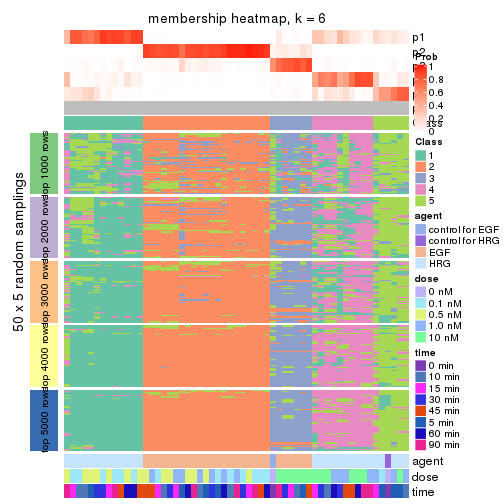 membership heatmap, k = 6
p1
p2
Prob
1
0.8
0.6
0.4
0.2
0
Class
1
2
3
4
5
agent
control for EGF
control for HRG
EGF
HRG
dose
0 nM
0.1 nM
0.5 nM
1.0 nM
10 nM
time
0 min
10 min
15 min
30 min
45 min
5 min
60 min
90 min
50 x 5 random samplings
top 1000 rows
top 2000 rows
top 3000 rows
top 4000 rows
top 5000 rows
agent
dose
time